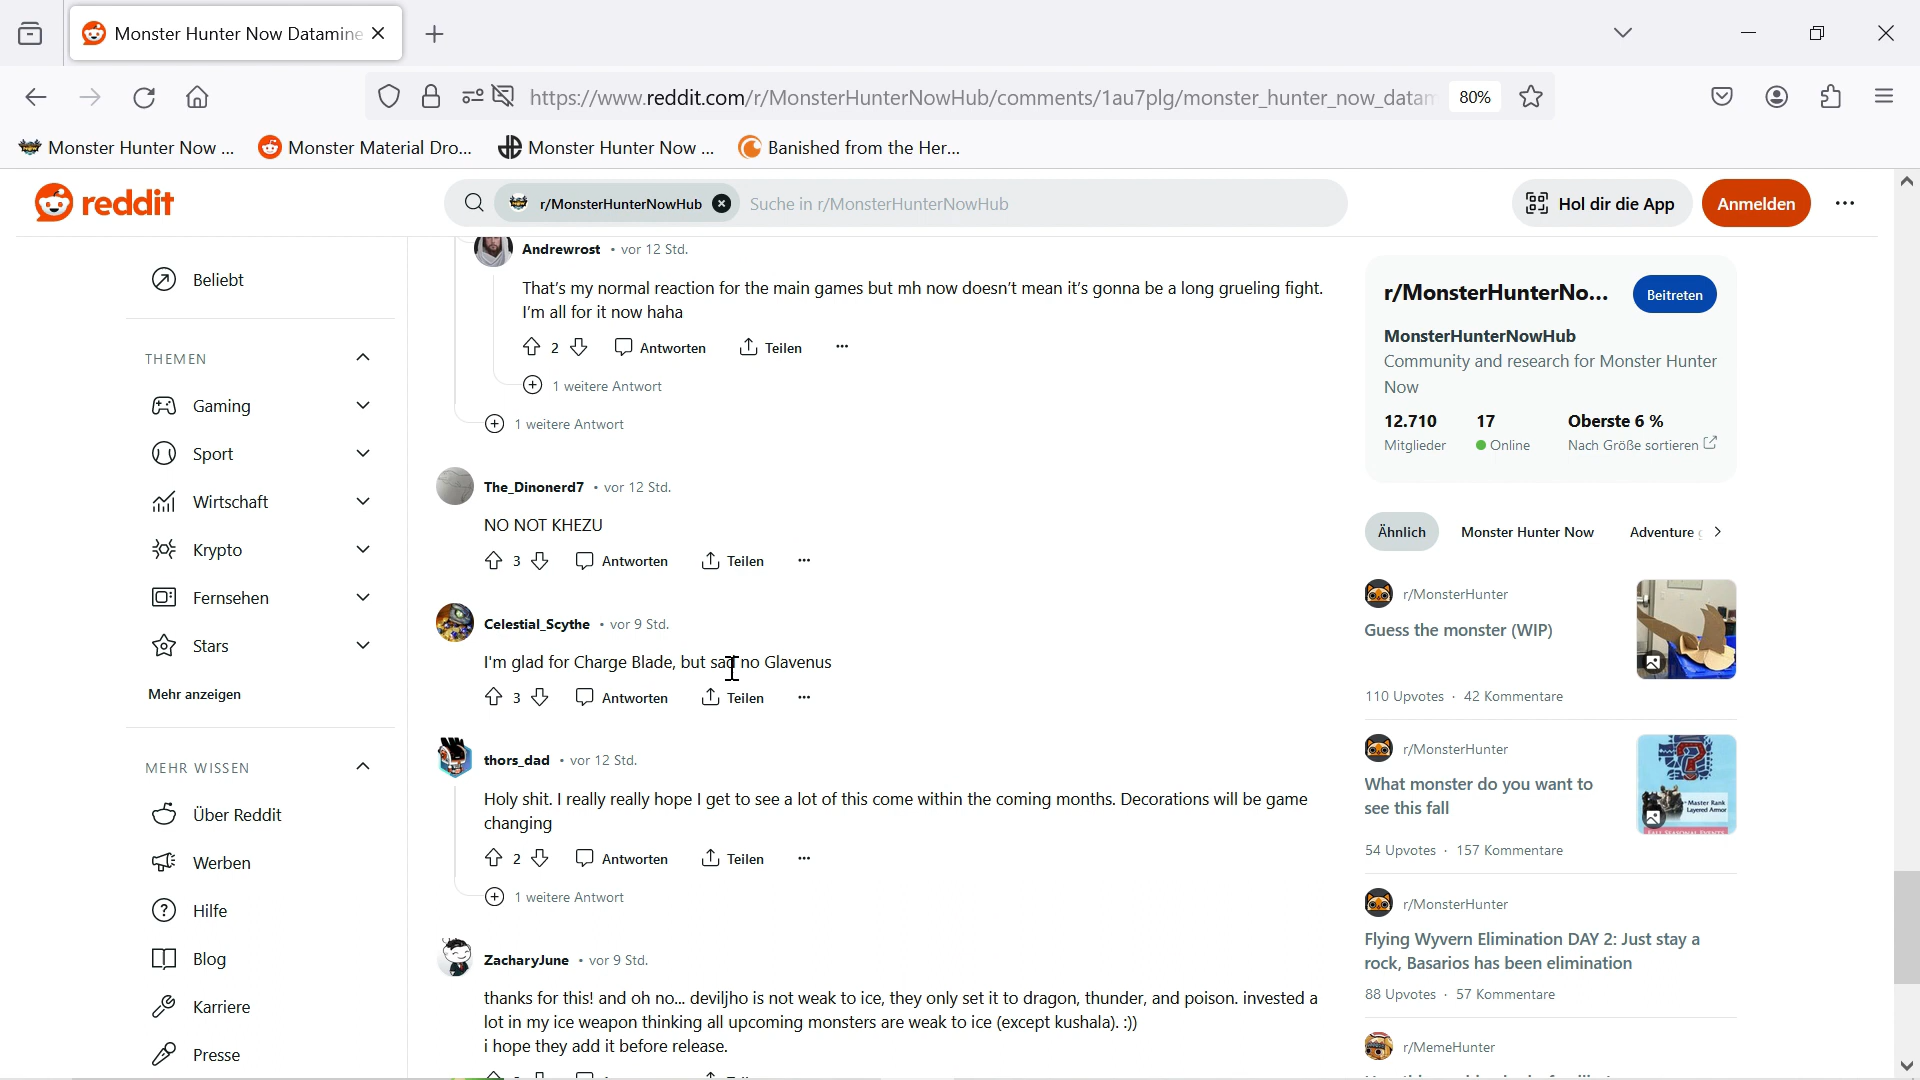 Monster Hunter Now Datamine
https://www.reddit.com/r/MonsterHunterNowHub/comments/1au7plg/monster_hunter_now_datam
80%
Monster Hunter Now ...
Monster Material Dro...
Monster Hunter Now ...
Banished from the Her...
reddit
r/MonsterHunterNowHub
Suche in r/MonsterHunterNowHub
Hol dir die App
Anmelden
Beliebt
THEMEN
Gaming
Sport
Wirtschaft
Krypto
Fernsehen
Stars
Mehr anzeigen
MEHR WISSEN
Über Reddit
Werben
Hilfe
Blog
Karriere
Presse
Andrewrost • vor 12 Std.
That's my normal reaction for the main games but mh now doesn't mean it's gonna be a long grueling fight.
I'm all for it now haha
2 Antworten Teilen ...
1 weitere Antwort
1 weitere Antwort
The_Dinonerd7 • vor 12 Std.
NO NOT KHEZU
3 Antworten Teilen ...
Celestial_Scythe • vor 9 Std.
I'm glad for Charge Blade, but sad no Glavenus
3 Antworten Teilen ...
thors_dad • vor 12 Std.
Holy shit. I really really hope I get to see a lot of this come within the coming months. Decorations will be game
changing
2 Antworten Teilen ...
1 weitere Antwort
ZacharyJune • vor 9 Std.
thanks for this! and oh no... deviljho is not weak to ice, they only set it to dragon, thunder, and poison. invested a
lot in my ice weapon thinking all upcoming monsters are weak to ice (except kushala). :))
i hope they add it before release.
r/MonsterHunterNo...
Beitreten
MonsterHunterNowHub
Community and research for Monster Hunter
Now
12.710 17 Oberste 6 %
Mitglieder Online Nach Größe sortieren
Ähnlich Monster Hunter Now Adventure
r/MonsterHunter
Guess the monster (WIP)
110 Upvotes · 42 Kommentare
r/MonsterHunter
What monster do you want to
see this fall
Master Rank
Layered Armor
54 Upvotes · 157 Kommentare
r/MonsterHunter
Flying Wyvern Elimination DAY 2: Just stay a
rock, Basarios has been elimination
88 Upvotes · 57 Kommentare
r/MemeHunter